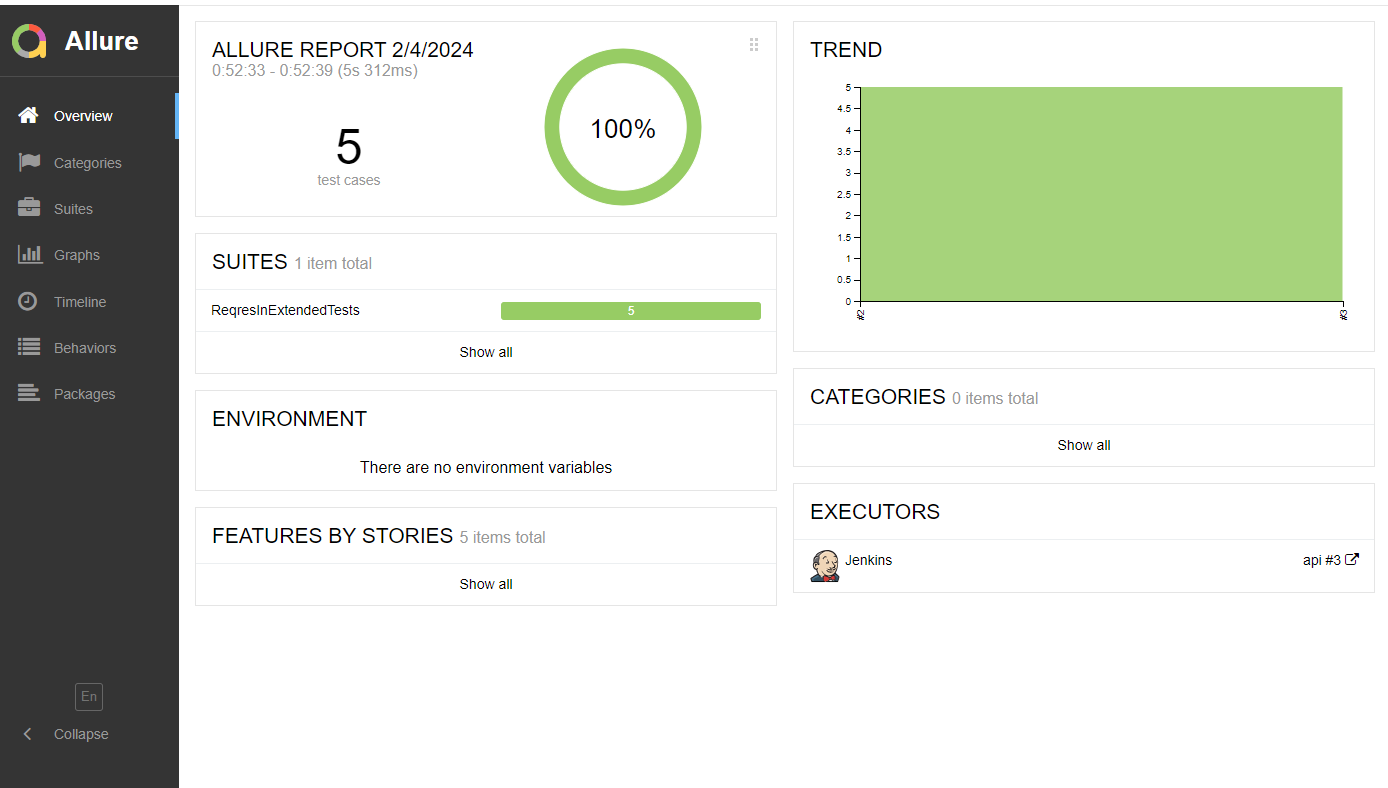 Allure
Overview
Categories
Suites
Graphs
Timeline
Behaviors
Packages
En
Collapse
ALLURE REPORT 2/4/2024
0:52:33 - 0:52:39 (5s 312ms)
5
test cases
100%
SUITES 1 item total
ReqresInExtendedTests 5
Show all
ENVIRONMENT
There are no environment variables
FEATURES BY STORIES 5 items total
Show all
TREND
5
4.5
4
3.5
3
2.5
2
1.5
1
0.5
0
#2 #3
CATEGORIES 0 items total
Show all
EXECUTORS
Jenkins api #3